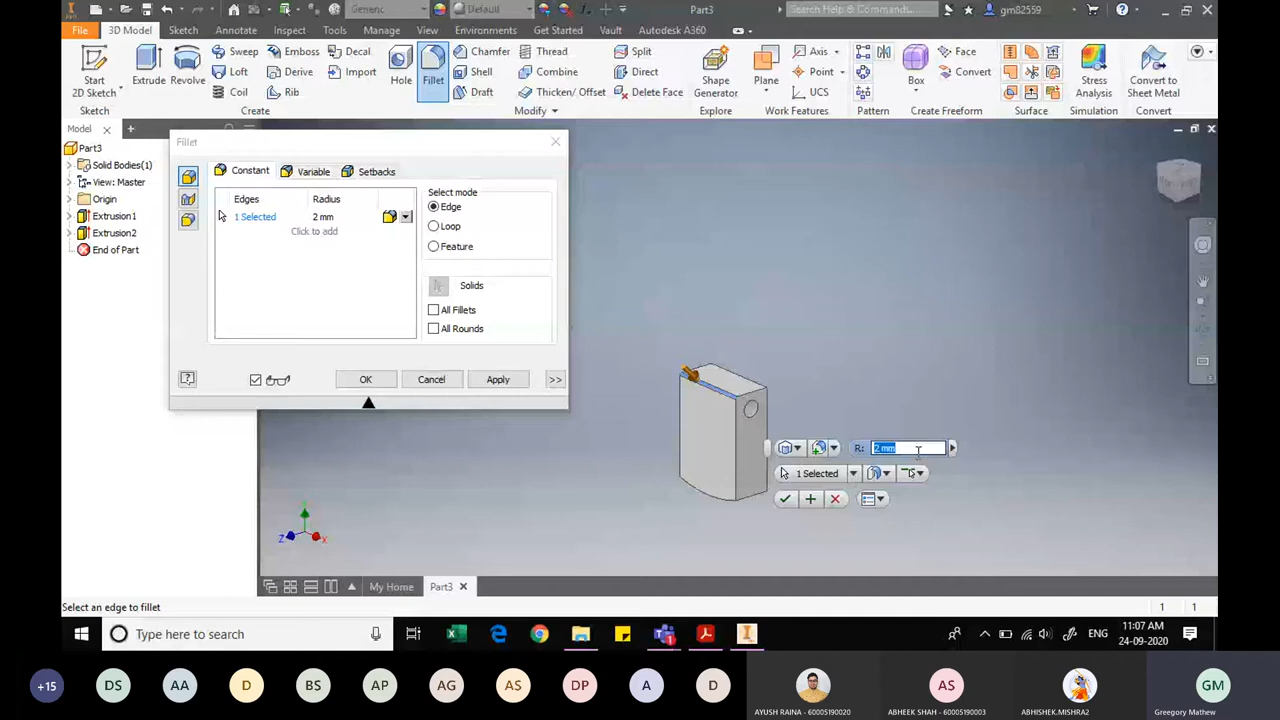 Generic
Default
Part3
Search Help & Commands...
gm82559
File
3D Model
Sketch
Annotate
Inspect
Tools
Manage
View
Environments
Get Started
Vault
Autodesk A360
Start
2D Sketch
Extrude
Revolve
Sweep
Loft
Coil
Emboss
Derive
Rib
Decal
Import
Hole
Fillet
Chamfer
Shell
Draft
Thread
Combine
Thicken/ Offset
Split
Direct
Delete Face
Shape
Generator
Plane
Axis
Point
UCS
Box
Face
Convert
Stress
Analysis
Convert to
Sheet Metal
Sketch
Create
Modify
Explore
Work Features
Pattern
Create Freeform
Surface
Simulation
Convert
Model
Part3
Solid Bodies(1)
View: Master
Origin
Extrusion1
Extrusion2
End of Part
Fillet
Constant
Variable
Setbacks
Edges
Radius
1 Selected
2 mm
Click to add
Select mode
Edge
Loop
Feature
Solids
All Fillets
All Rounds
OK
Cancel
Apply
>>
R:
2 mm
1 Selected
Z
X
My Home
Part3
Select an edge to fillet
1
1
Type here to search
ENG
11:07 AM
24-09-2020
+15
DS
AA
D
BS
AP
AG
AS
DP
A
D
AYUSH RAINA - 60005190020
AS
ABHEEK SHAH - 60005190003
ABHISHEK.MISHRA2
GM
Greegory Mathew